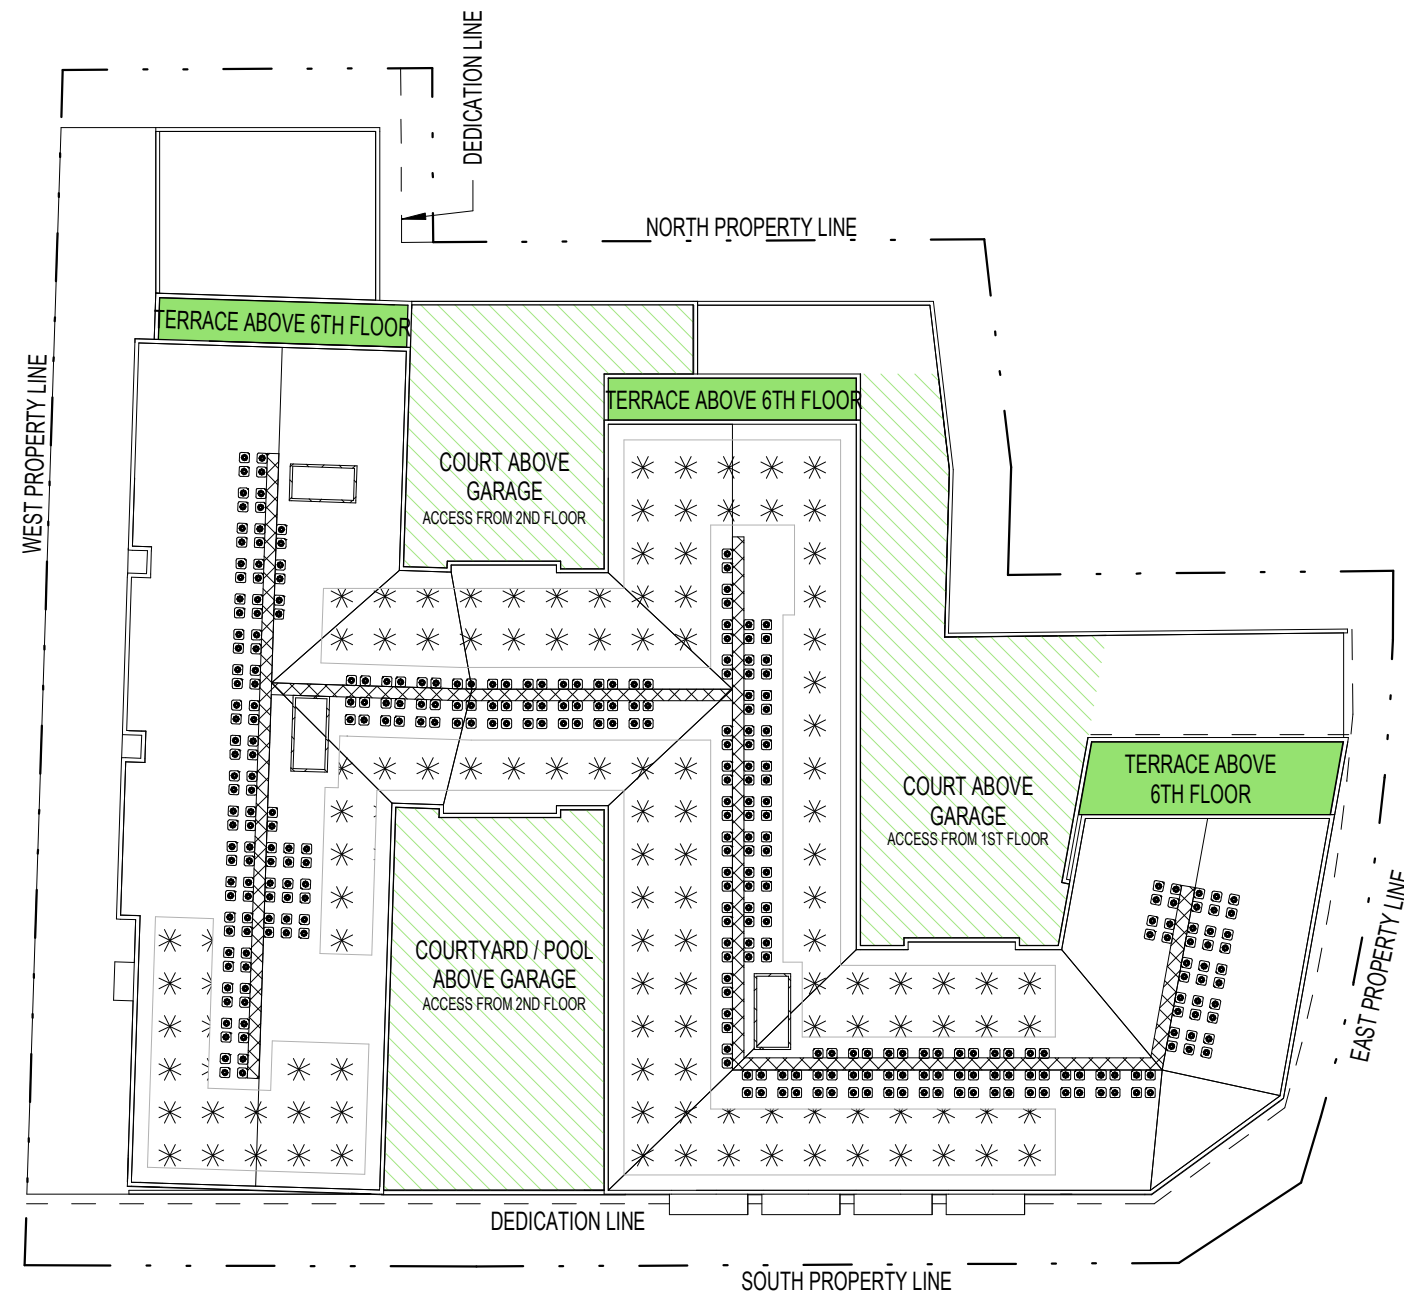 DEDICATION LINE
NORTH PROPERTY LINE
TERRACE ABOVE 6TH FLOOR
WEST PROPERTY LINE
TERRACE ABOVE 6TH FLOOR
COURT ABOVE
GARAGE
ACCESS FROM 2ND FLOOR
TERRACE ABOVE
6TH FLOOR
COURT ABOVE
GARAGE
ACCESS FROM 1ST FLOOR
COURTYARD / POOL
ABOVE GARAGE
ACCESS FROM 2ND FLOOR
EAST PROPERTY LINE
DEDICATION LINE
SOUTH PROPERTY LINE